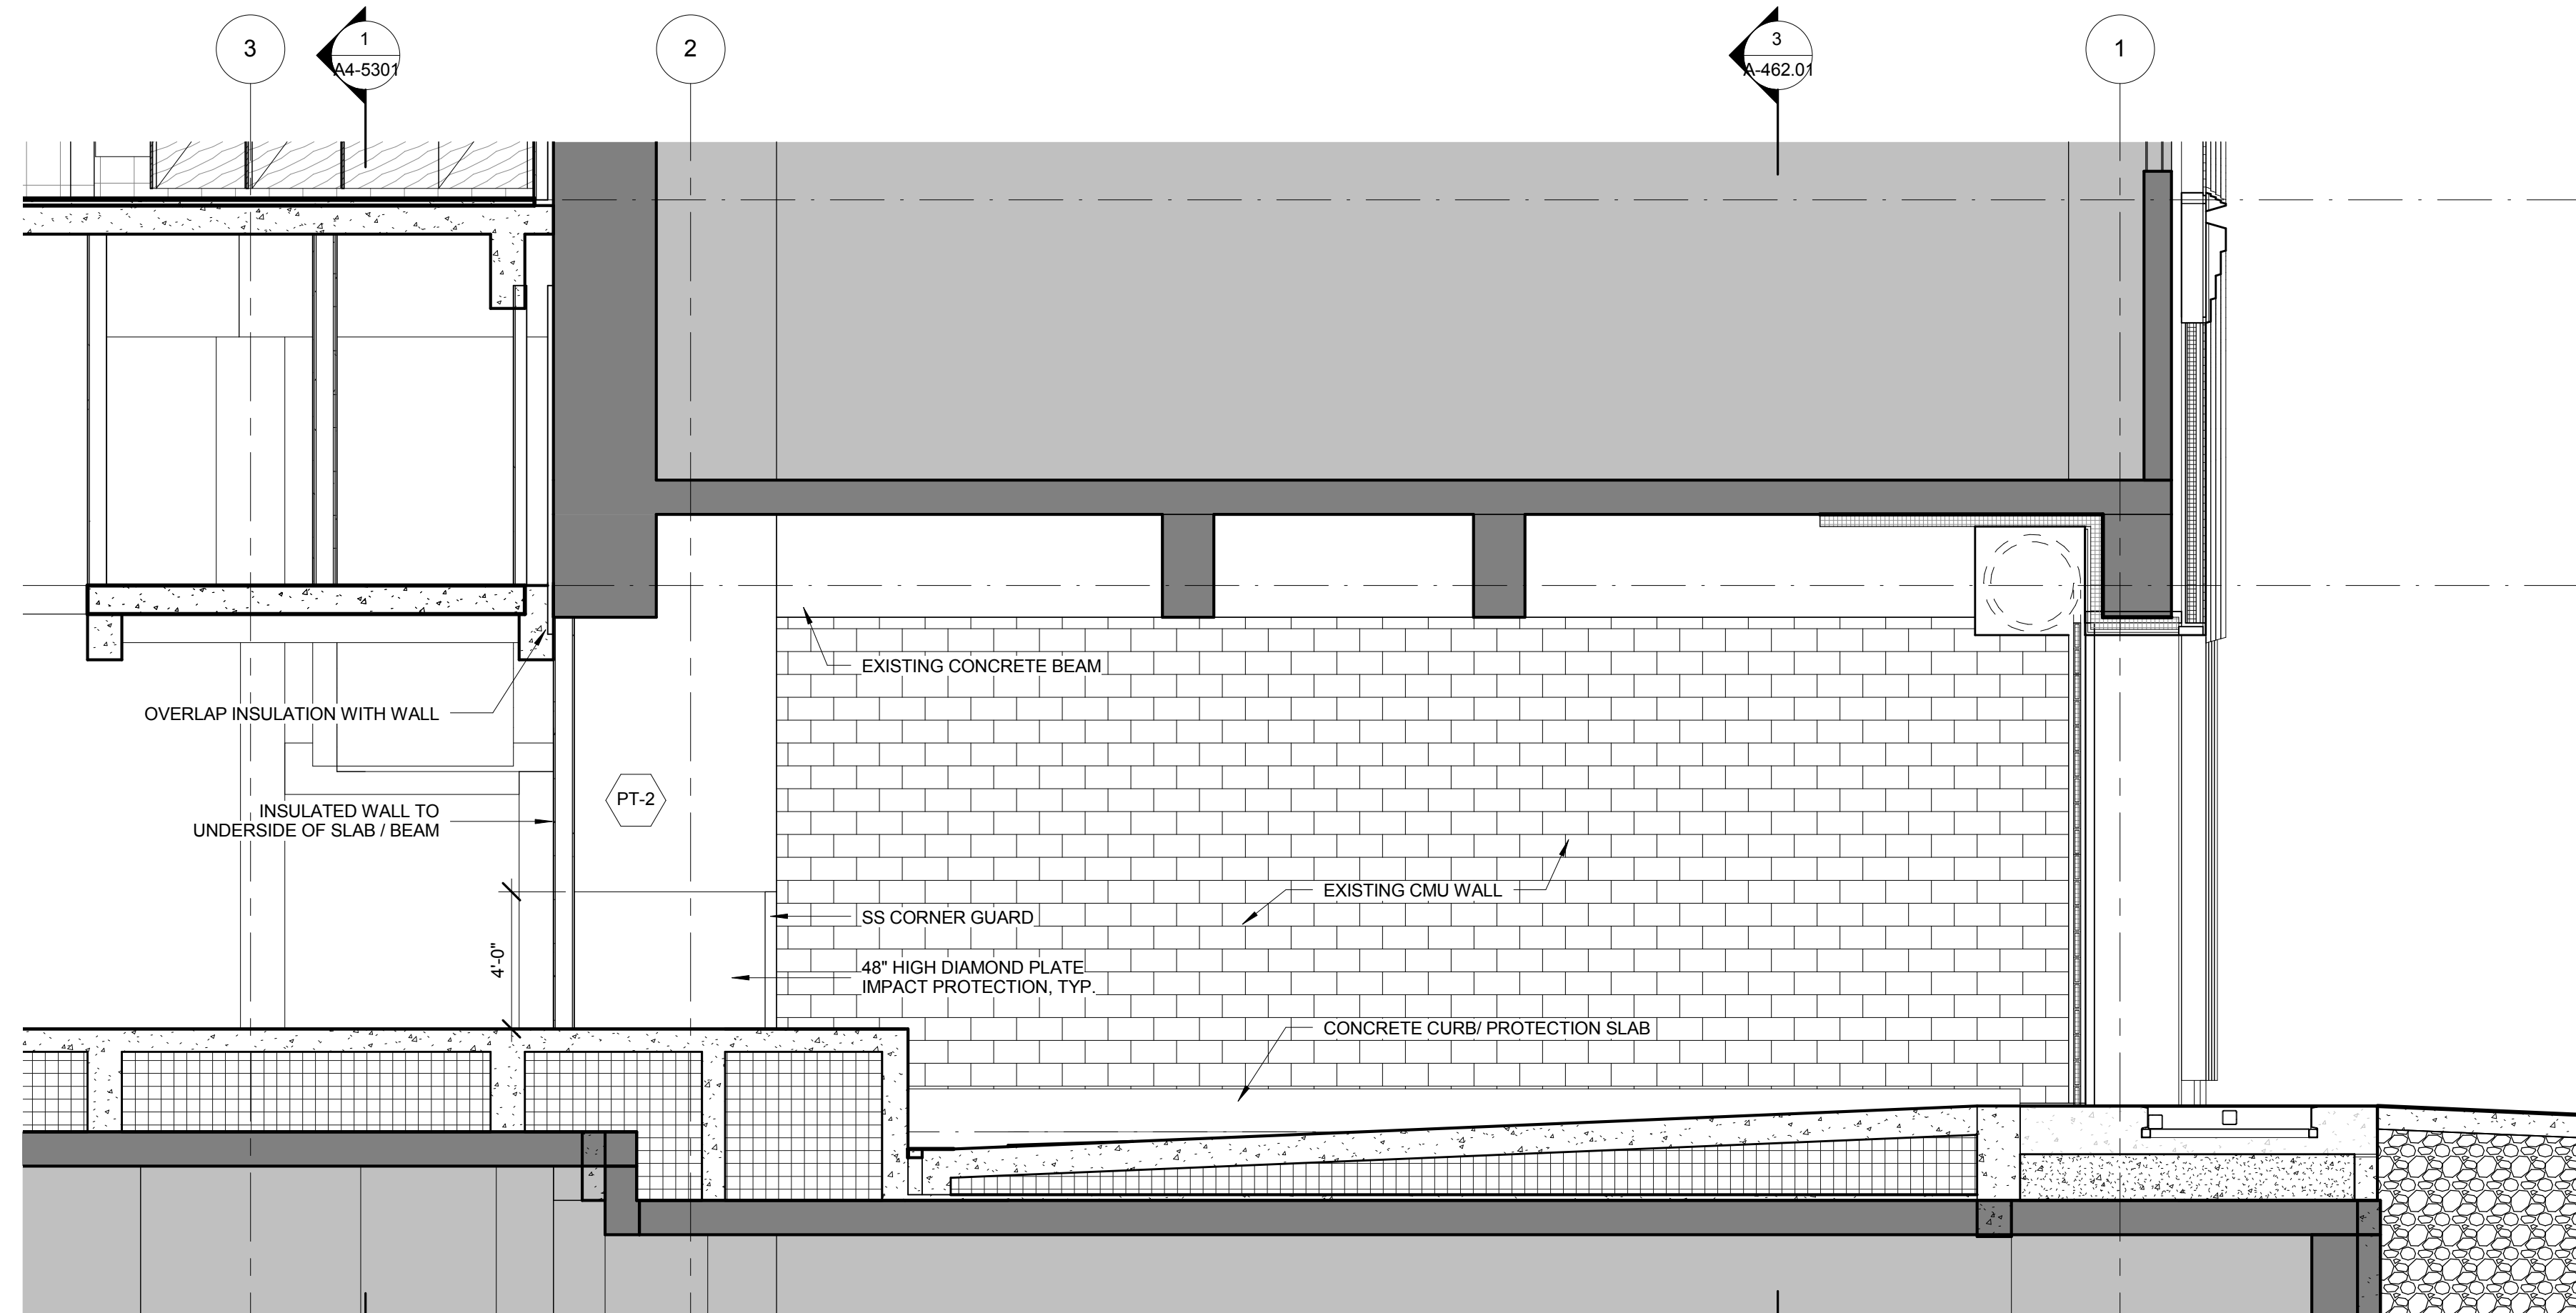 3
1
A4-5301
2
3
A-462.01
1
EXISTING CONCRETE BEAM
OVERLAP INSULATION WITH WALL
PT-2
INSULATED WALL TO
UNDERSIDE OF SLAB / BEAM
EXISTING CMU WALL
SS CORNER GUARD
4'-0"
48" HIGH DIAMOND PLATE
IMPACT PROTECTION, TYP.
CONCRETE CURB/ PROTECTION SLAB